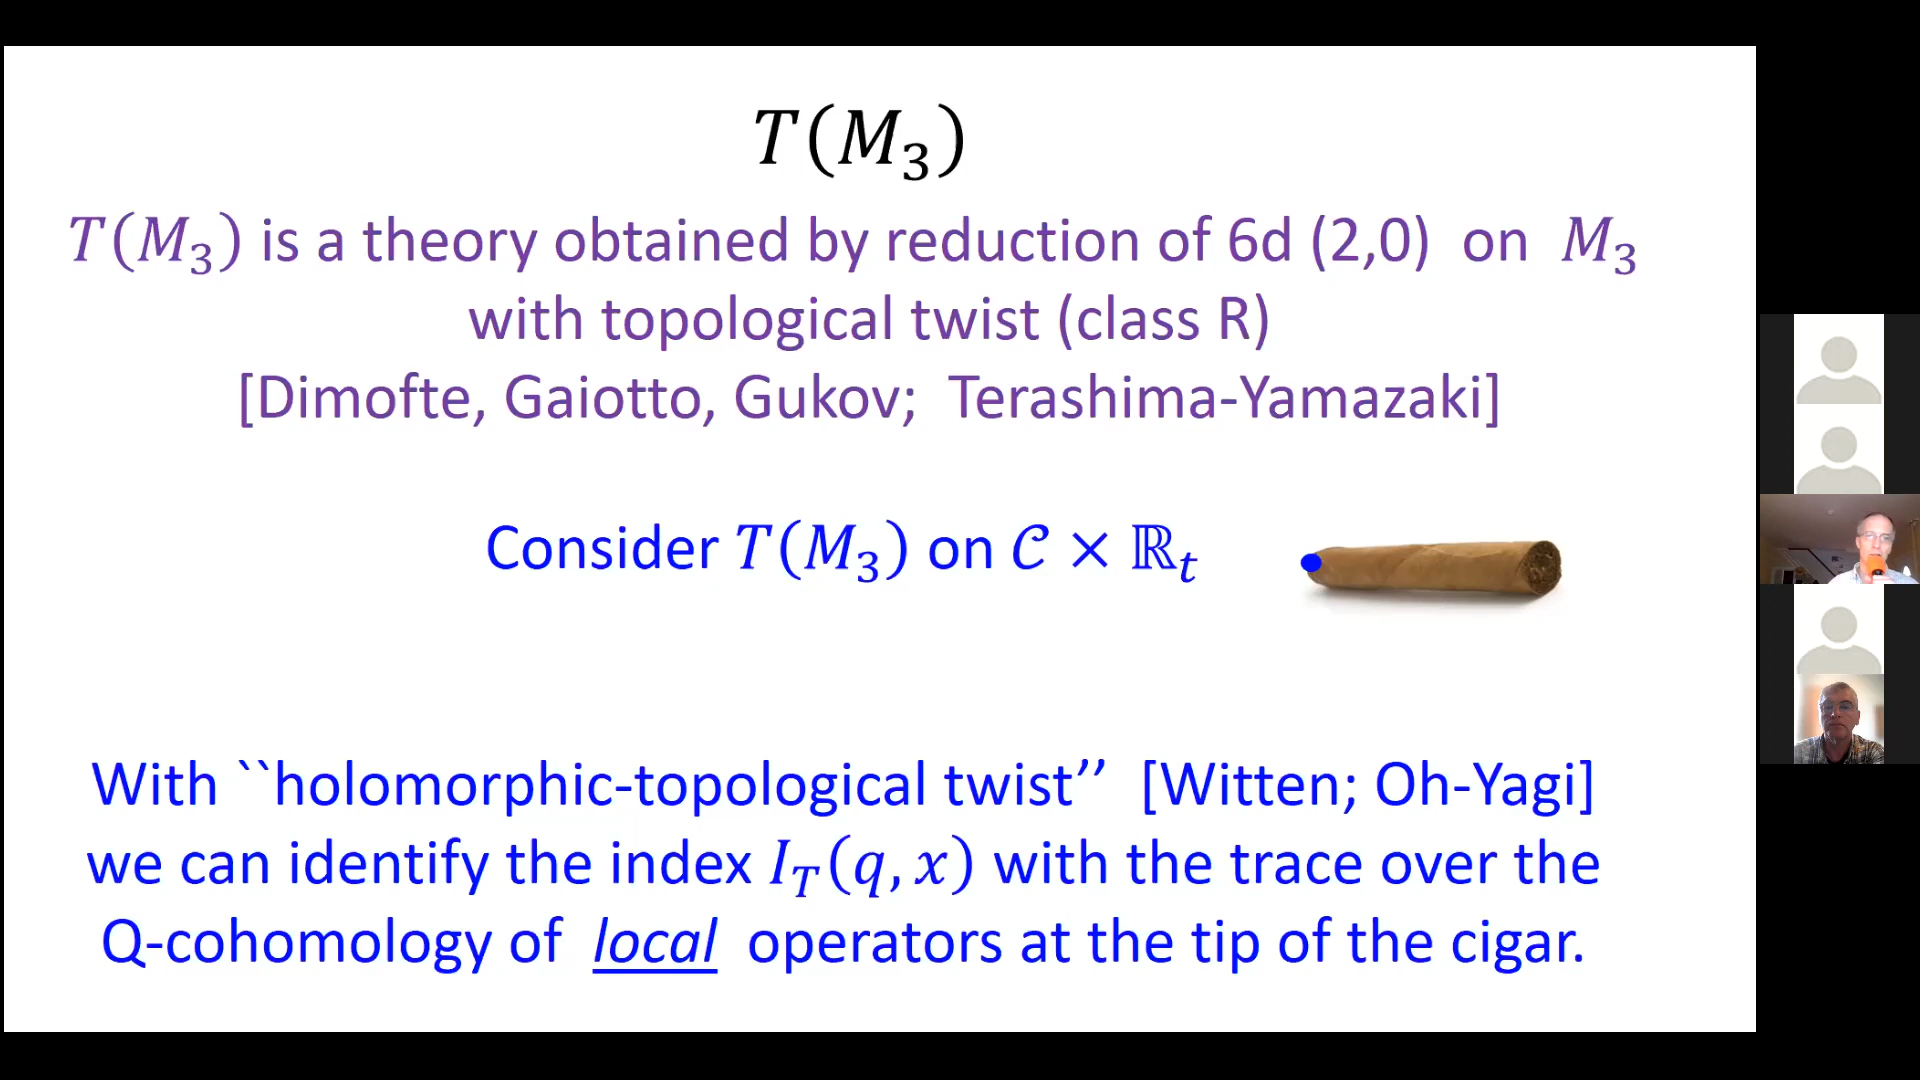 T(M₃)
T(M₃) is a theory obtained by reduction of 6d (2,0) on M₃
with topological twist (class R)
[Dimofte, Gaiotto, Gukov; Terashima-Yamazaki]
Consider T(M₃) on 𝒞 × ℝₜ
With ``holomorphic-topological twist’’ [Witten; Oh-Yagi]
we can identify the index I_T(q, x) with the trace over the
Q-cohomology of local operators at the tip of the cigar.